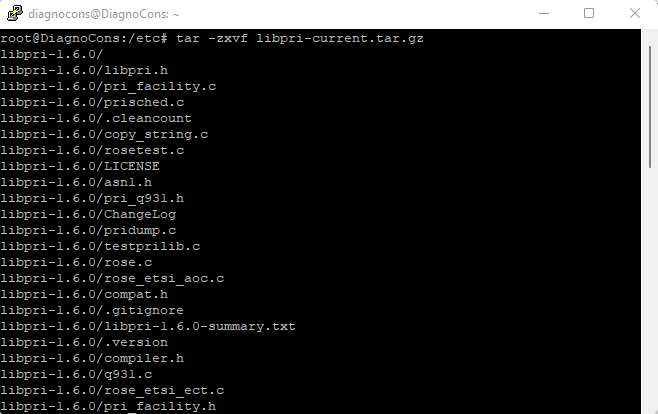 diagnocons@DiagnoCons: ~
root@DiagnoCons:/etc# tar -zxvf libpri-current.tar.gz
libpri-1.6.0/
libpri-1.6.0/libpri.h
libpri-1.6.0/pri_facility.c
libpri-1.6.0/prisched.c
libpri-1.6.0/.cleancount
libpri-1.6.0/copy_string.c
libpri-1.6.0/rosetest.c
libpri-1.6.0/LICENSE
libpri-1.6.0/asn1.h
libpri-1.6.0/pri_q931.h
libpri-1.6.0/ChangeLog
libpri-1.6.0/pridump.c
libpri-1.6.0/testprilib.c
libpri-1.6.0/rose.c
libpri-1.6.0/rose_etsi_aoc.c
libpri-1.6.0/compat.h
libpri-1.6.0/.gitignore
libpri-1.6.0/libpri-1.6.0-summary.txt
libpri-1.6.0/.version
libpri-1.6.0/compiler.h
libpri-1.6.0/q931.c
libpri-1.6.0/rose_etsi_ect.c
libpri-1.6.0/pri_facility.h